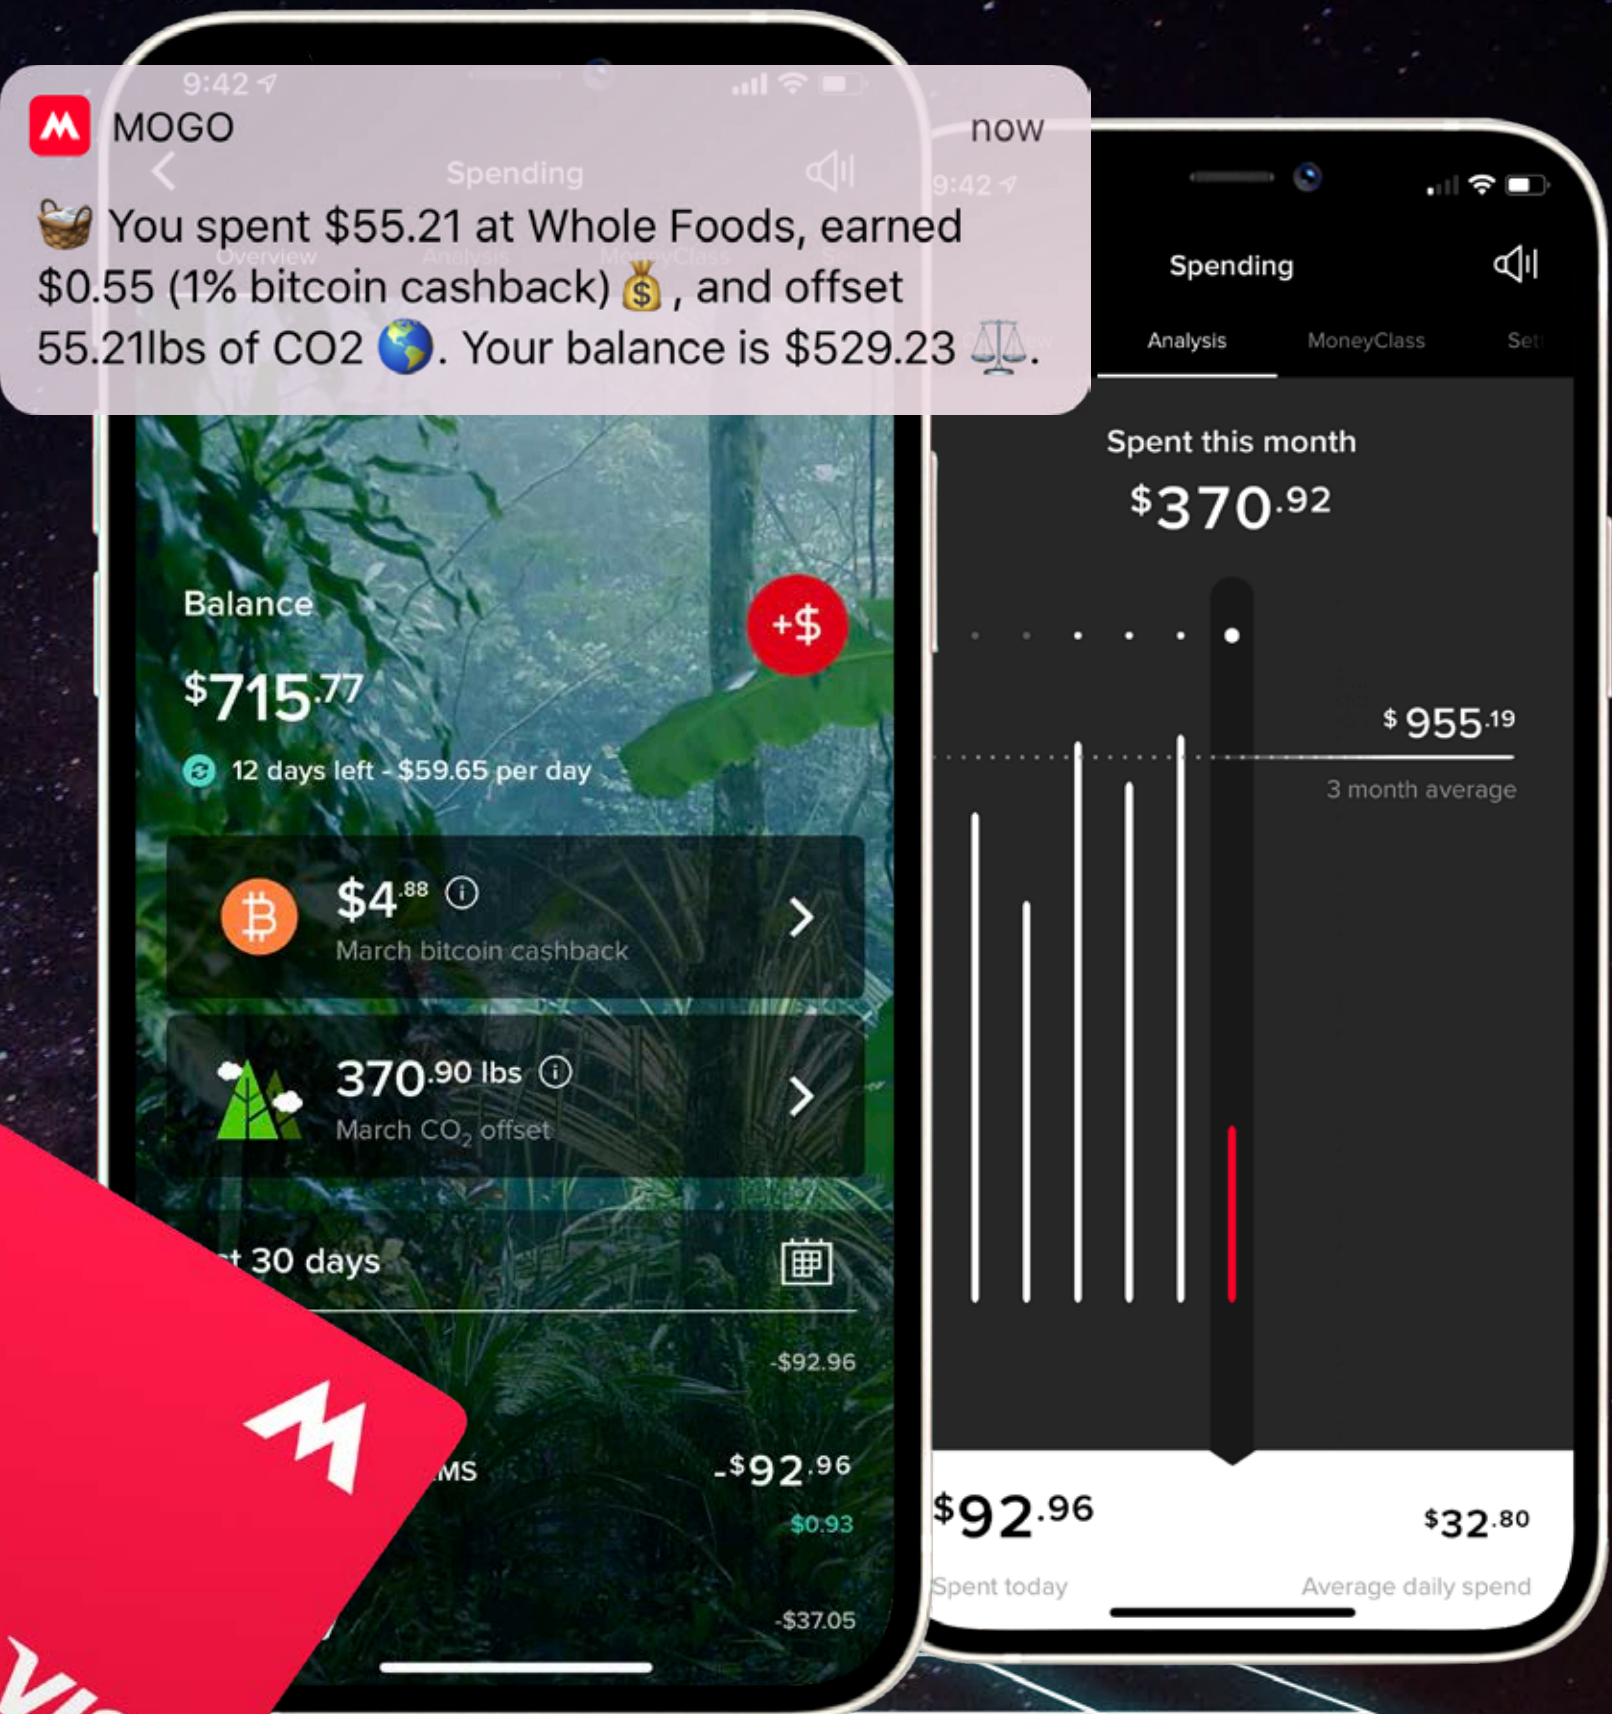 9:42
MOGO
now
Spending
You spent $55.21 at Whole Foods, earned
Overview Analysis MoneyClass
$0.55 (1% bitcoin cashback) , and offset
55.21lbs of CO2 . Your balance is $529.23 .
Balance
+$
$715.77
12 days left - $59.65 per day
$4.88
March bitcoin cashback
370.90 lbs
March CO₂ offset
30 days
-$92.96
-$92.96
$0.93
-$37.05
9:42
Spending
Analysis MoneyClass
Spent this month
$370.92
$955.19
3 month average
$92.96
$32.80
Spent today
Average daily spend